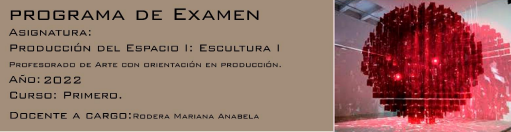 programa de Examen
Asignatura:
Producción del Espacio I: Escultura I
Profesorado de Arte con orientación en producción.
Año: 2022
Curso: Primero.
Docente a cargo:Rodera Mariana Anabela